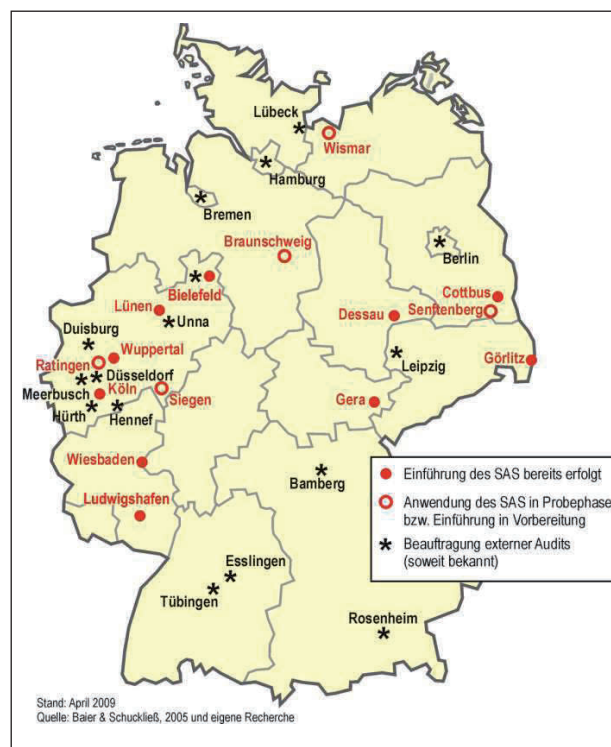 Lübeck
Wismar
Hamburg
Bremen
Braunschweig
Berlin
Bielefeld
Cottbus
Lünen
Dessau
Senftenberg
Unna
Duisburg
Wuppertal
Leipzig
Görlitz
Ratingen
Düsseldorf
Meerbusch
Köln
Siegen
Gera
Hürth
Hennef
Wiesbaden
Bamberg
Ludwigshafen
Esslingen
Tübingen
Rosenheim
Einführung des SAS bereits erfolgt
Anwendung des SAS in Probephase
bzw. Einführung in Vorbereitung
Beauftragung externer Audits
(soweit bekannt)
Stand: April 2009
Quelle: Baier & Schuckließ, 2005 und eigene Recherche